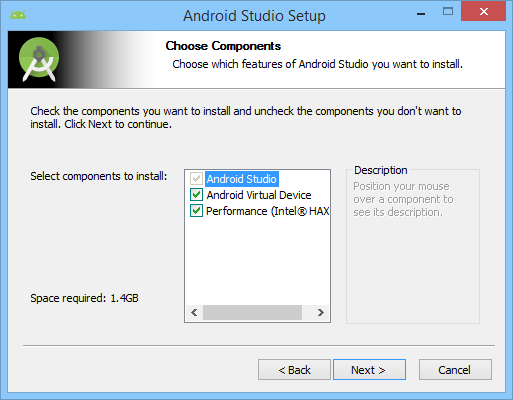 Android Studio Setup
Choose Components
Choose which features of Android Studio you want to install.
Check the components you want to install and uncheck the components you don't want to
install. Click Next to continue.
Select components to install:
Android Studio
Android Virtual Device
Performance (Intel® HAX
Description
Position your mouse
over a component to
see its description.
Space required: 1.4GB
< Back
Next >
Cancel